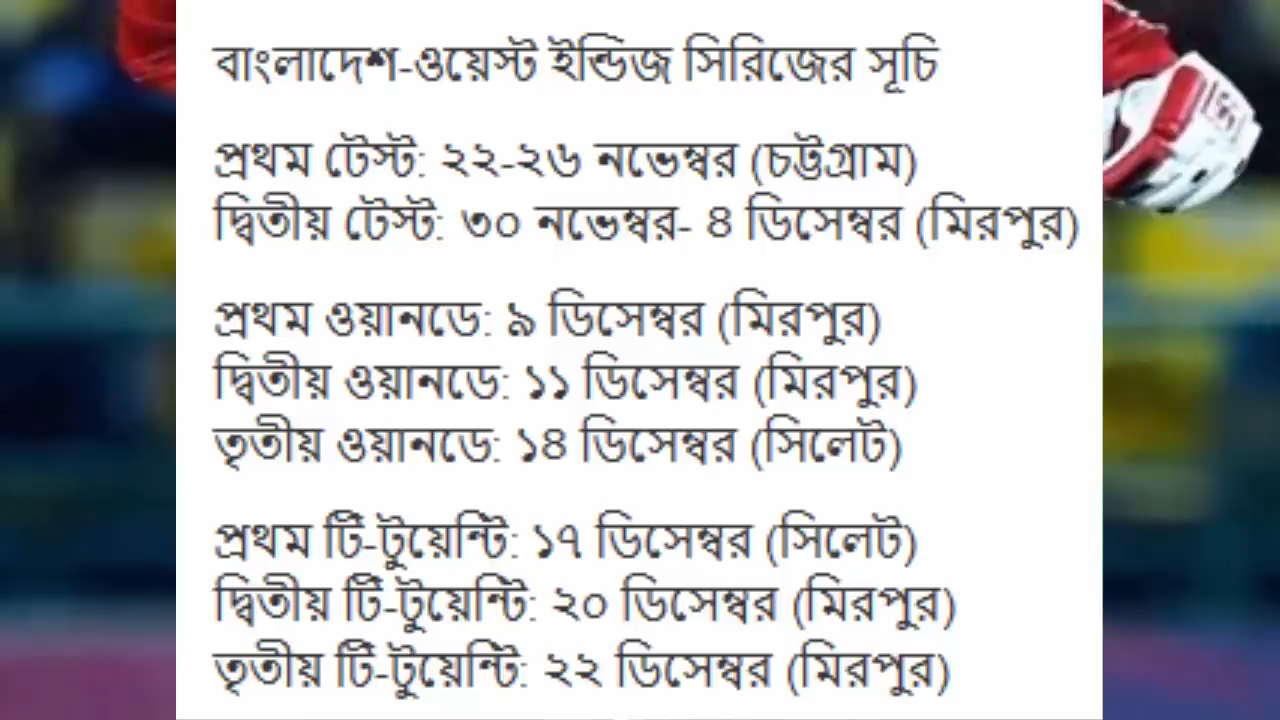 বাংলাদেশ-ওয়েস্ট ইন্ডিজ সিরিজের সূচি
প্রথম টেস্ট: ২২-২৬ নভেম্বর (চট্টগ্রাম)
দ্বিতীয় টেস্ট: ৩০ নভেম্বর- ৪ ডিসেম্বর (মিরপুর)
প্রথম ওয়ানডে: ৯ ডিসেম্বর (মিরপুর)
দ্বিতীয় ওয়ানডে: ১১ ডিসেম্বর (মিরপুর)
তৃতীয় ওয়ানডে: ১৪ ডিসেম্বর (সিলেট)
প্রথম টি-টুয়েন্টি: ১৭ ডিসেম্বর (সিলেট)
দ্বিতীয় টি-টুয়েন্টি: ২০ ডিসেম্বর (মিরপুর)
তৃতীয় টি-টুয়েন্টি: ২২ ডিসেম্বর (মিরপুর)